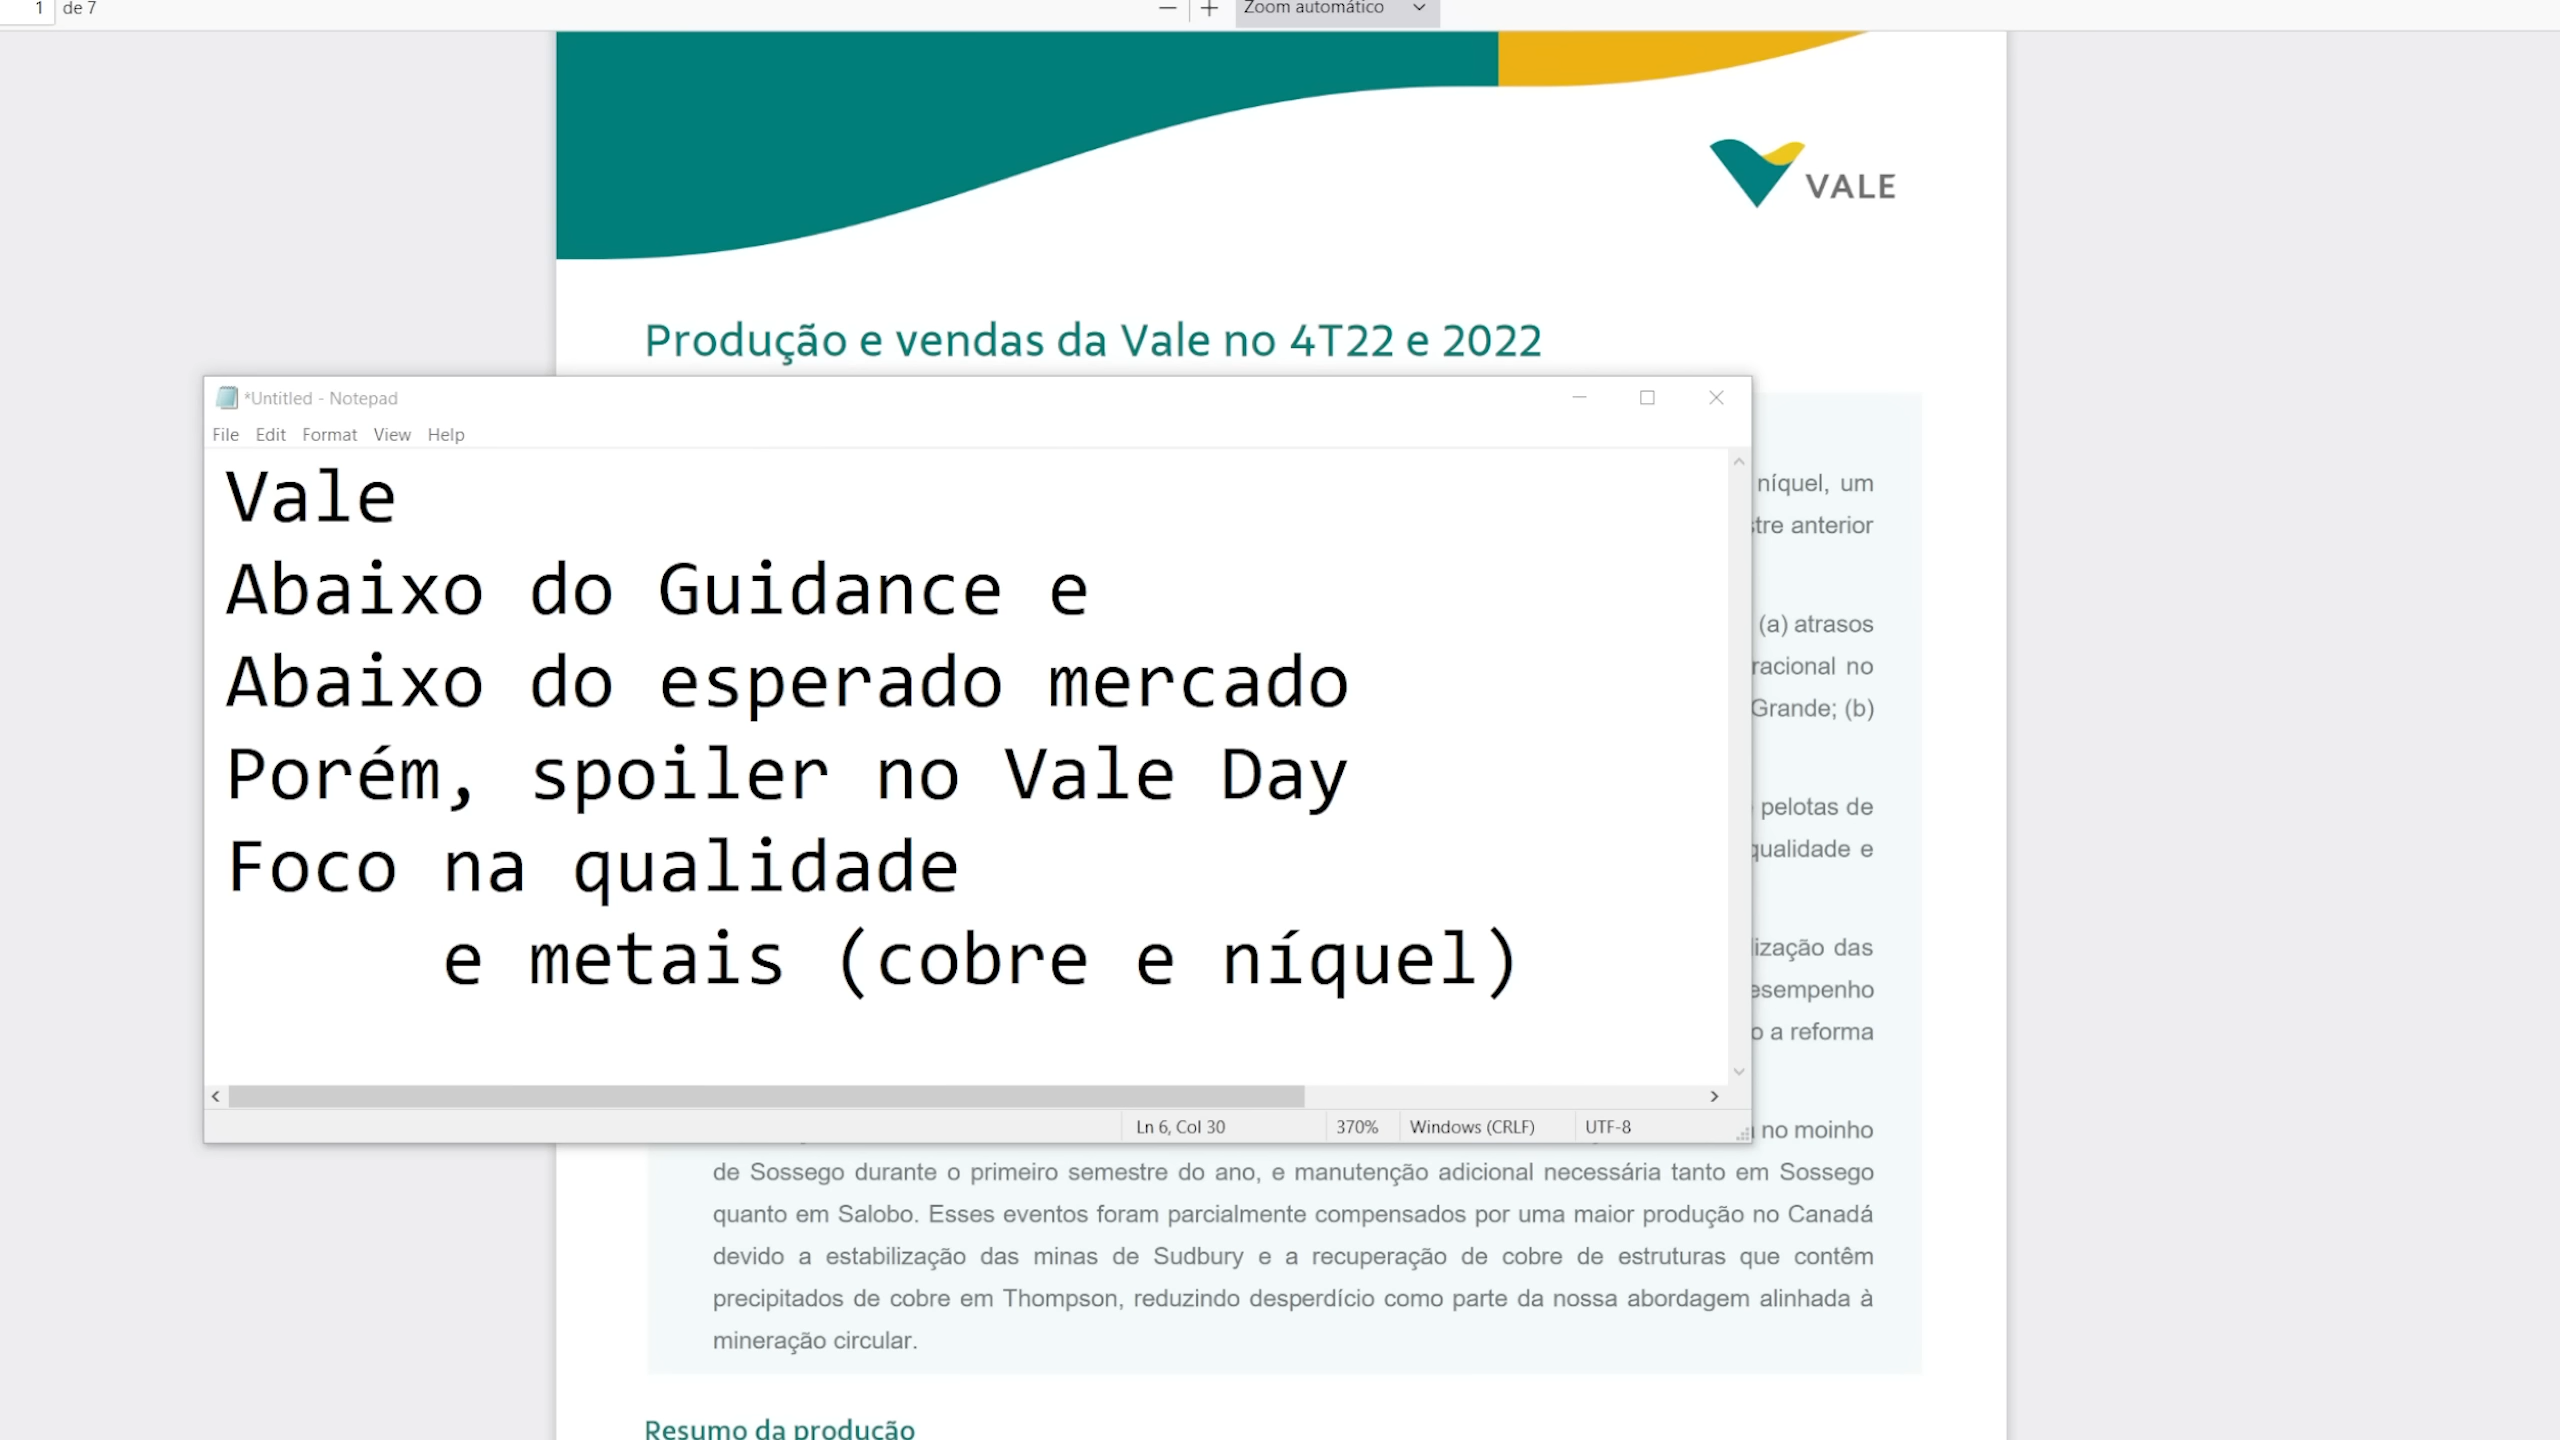 1 de 7
Zoom automático
VALE
Produção e vendas da Vale no 4T22 e 2022
*Untitled - Notepad
File Edit Format View Help
Vale
Abaixo do Guidance e
Abaixo do esperado mercado
Porém, spoiler no Vale Day
Foco na qualidade
e metais (cobre e níquel)
Ln 6, Col 30 370% Windows (CRLF) UTF-8
níquel, um
anterior
(a) atrasos
no
Grande; (b)
pelotas de
qualidade e
das
a reforma
no moinho
de Sossego durante o primeiro semestre do ano, e manutenção adicional necessária tanto em Sossego
quanto em Salobo. Esses eventos foram parcialmente compensados por uma maior produção no Canadá
devido a estabilização das minas de Sudbury e a recuperação de cobre de estruturas que contêm
precipitados de cobre em Thompson, reduzindo desperdício como parte da nossa abordagem alinhada à
mineração circular.
Resumo da produção